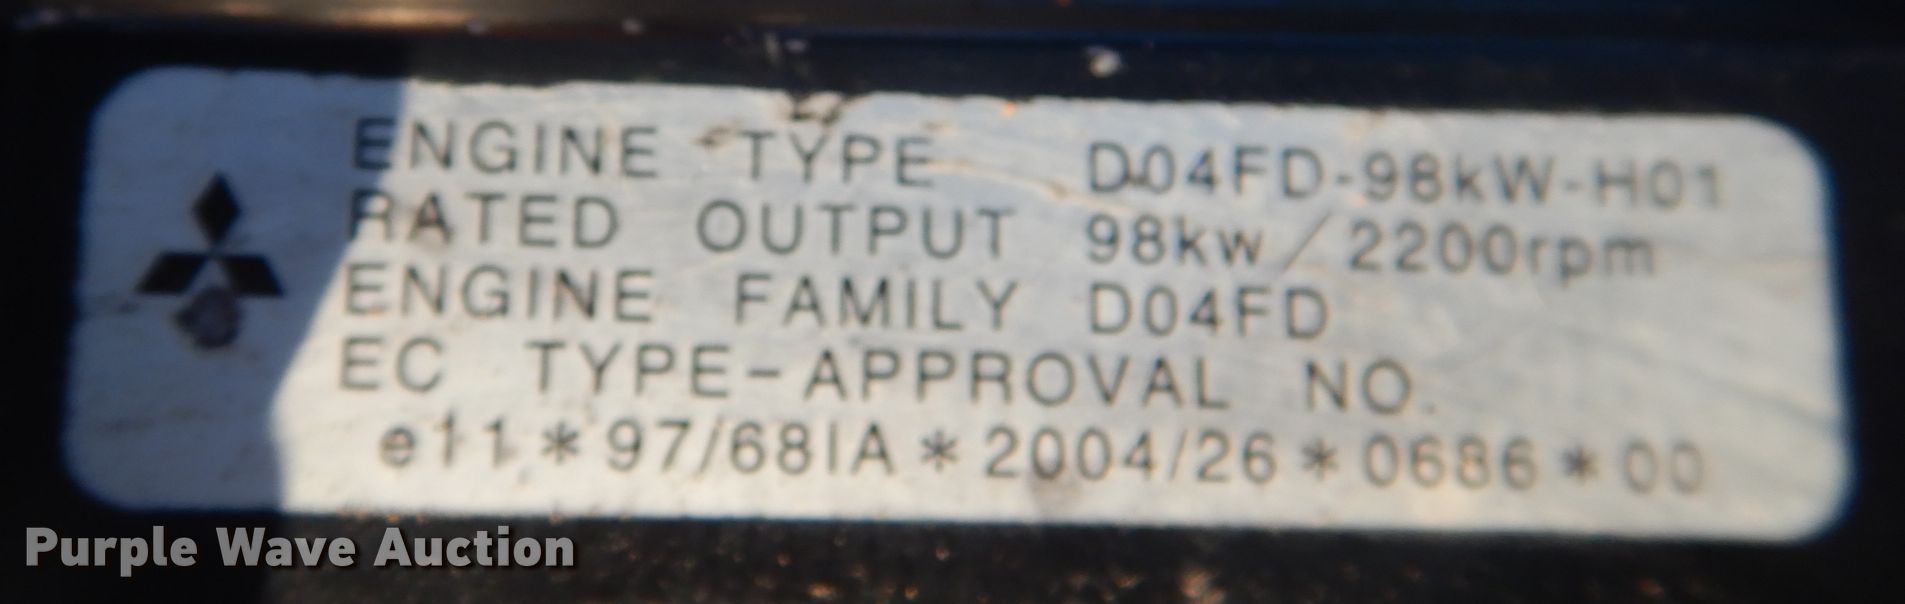 ENGINE TYPE D04FD-98kW-H01
RATED OUTPUT 98kw/2200rpm
ENGINE FAMILY D04FD
EC TYPE-APPROVAL NO.
e11*97/68IA*2004/26*0686*00
Purple Wave Auction